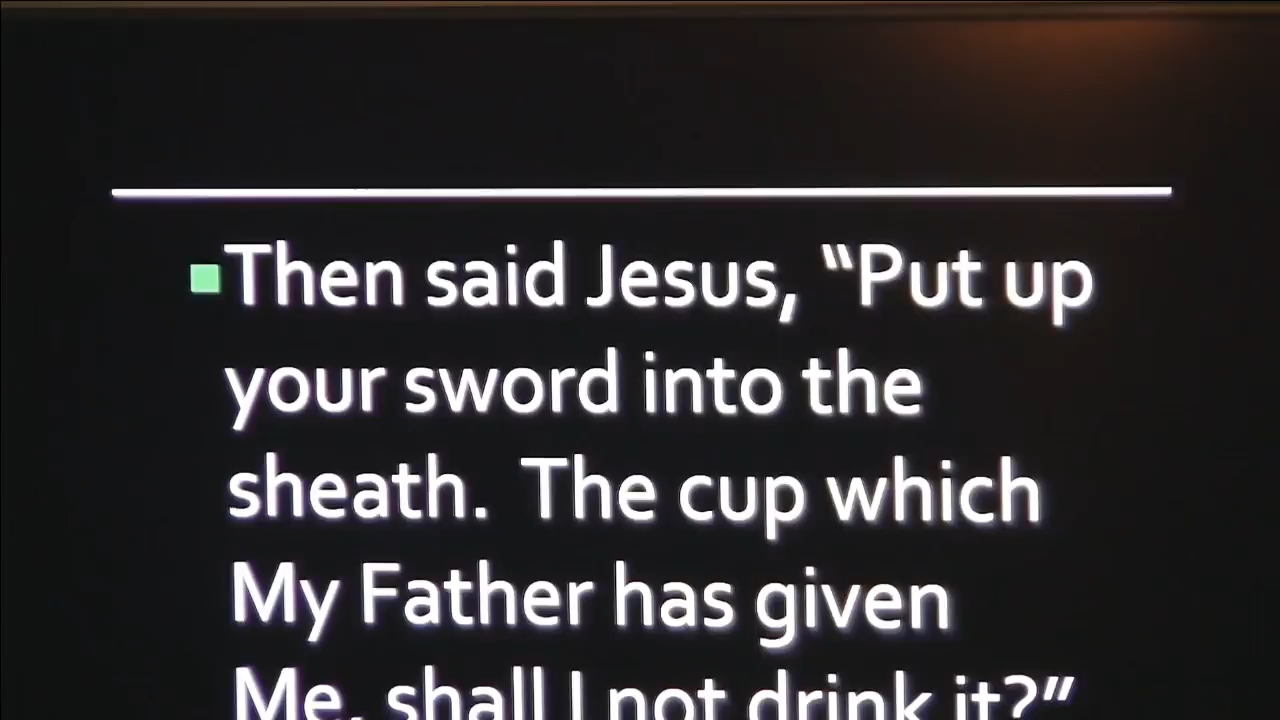 Then said Jesus, “Put up
your sword into the
sheath.  The cup which
My Father has given
Me, shall I not drink it?”